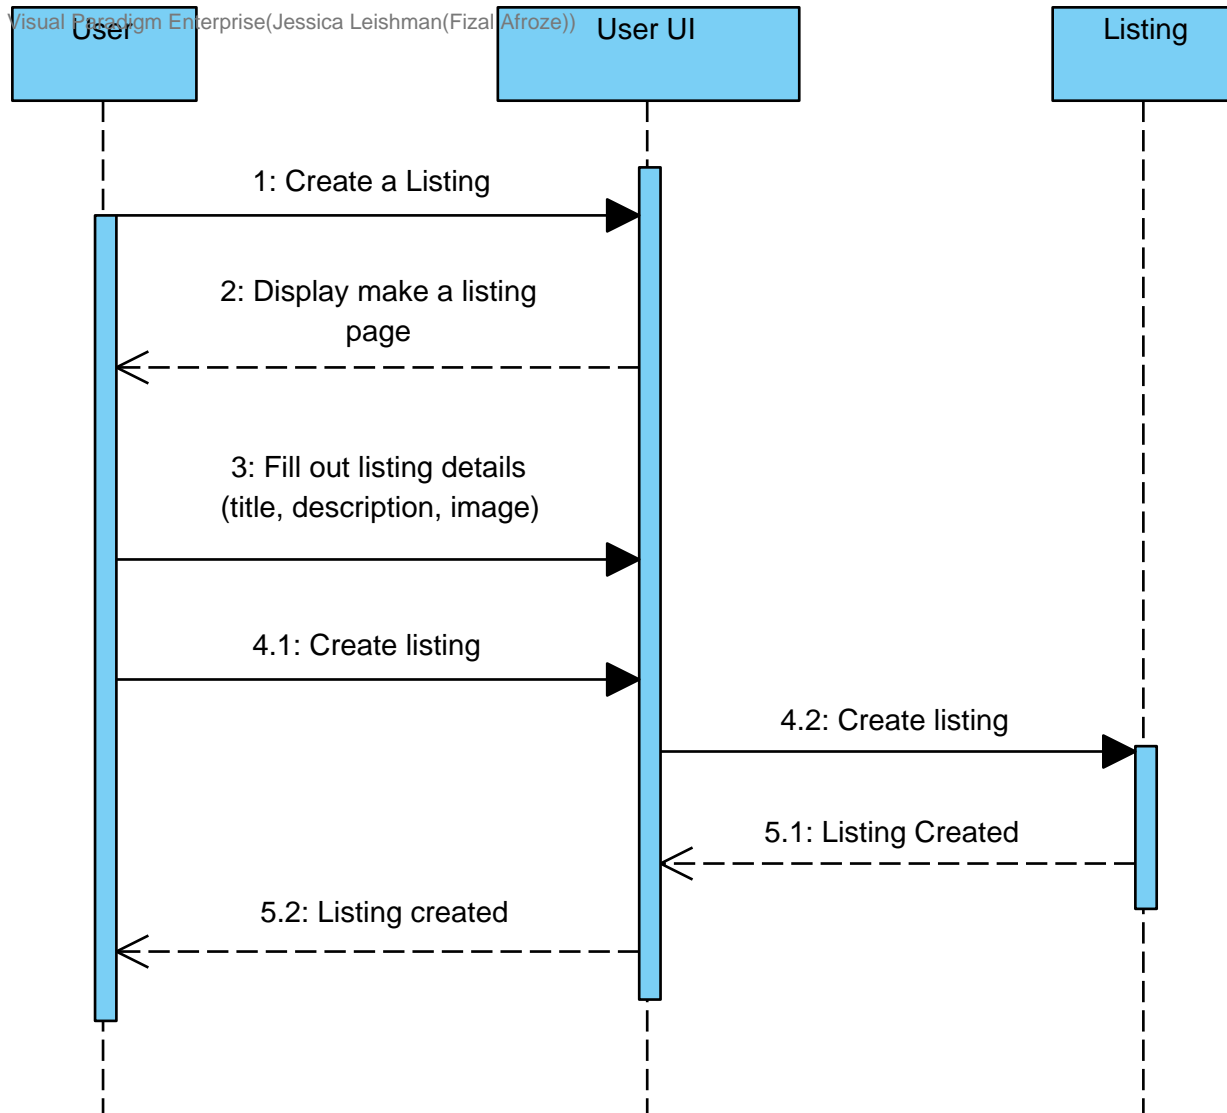 Visual Paradigm Enterprise(Jessica Leishman(Fizal Afroze))
User
User UI
Listing
1: Create a Listing
2: Display make a listing
page
3: Fill out listing details
(title, description, image)
4.1: Create listing
4.2: Create listing
5.1: Listing Created
5.2: Listing created